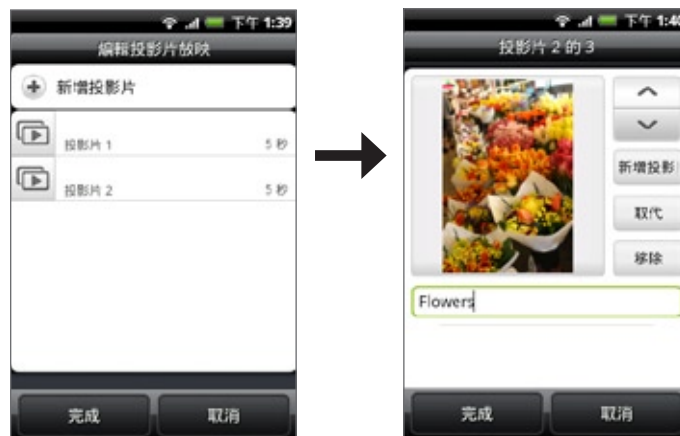 下午 1:39
編輯投影片放映
新增投影片
投影片 1
5 秒
投影片 2
5 秒
完成
取消
下午 1:40
投影片 2 的 3
新增投影
取代
移除
Flowers
完成
取消